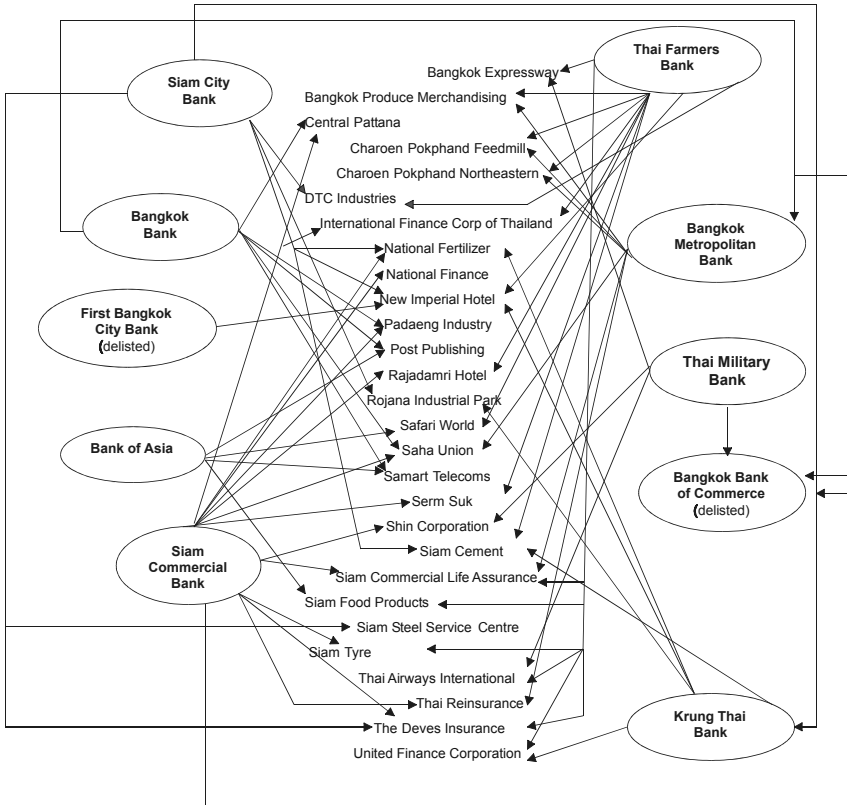 Thai Farmers
Bank
Siam City
Bank
Bangkok
Bank
First Bangkok
City Bank
(delisted)
Bank of Asia
Siam
Commercial
Bank
Bangkok Expressway
Bangkok Produce Merchandising
Central Pattana
Charoen Pokphand Feedmill
Charoen Pokphand Northeastern
DTC Industries
International Finance Corp of Thailand
National Fertilizer
National Finance
New Imperial Hotel
Padaeng Industry
Post Publishing
Rajadamri Hotel
Rojana Industrial Park
Safari World
Saha Union
Samart Telecoms
Serm Suk
Shin Corporation
Siam Cement
Siam Commercial Life Assurance
Siam Food Products
Siam Steel Service Centre
Siam Tyre
Thai Airways International
Thai Reinsurance
The Deves Insurance
United Finance Corporation
Bangkok
Metropolitan
Bank
Thai Military
Bank
Bangkok Bank
of Commerce
(delisted)
Krung Thai
Bank